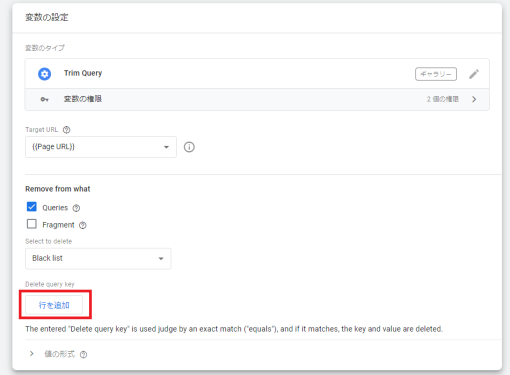 変数の設定
変数のタイプ
Trim Query
ギャラリー
変数の権限
2 個の権限
Target URL
{{Page URL}}
Remove from what
Queries
Fragment
Select to delete
Black list
Delete query key
行を追加
The entered "Delete query key" is used judge by an exact match ("equals"), and if it matches, the key and value are deleted.
値の形式